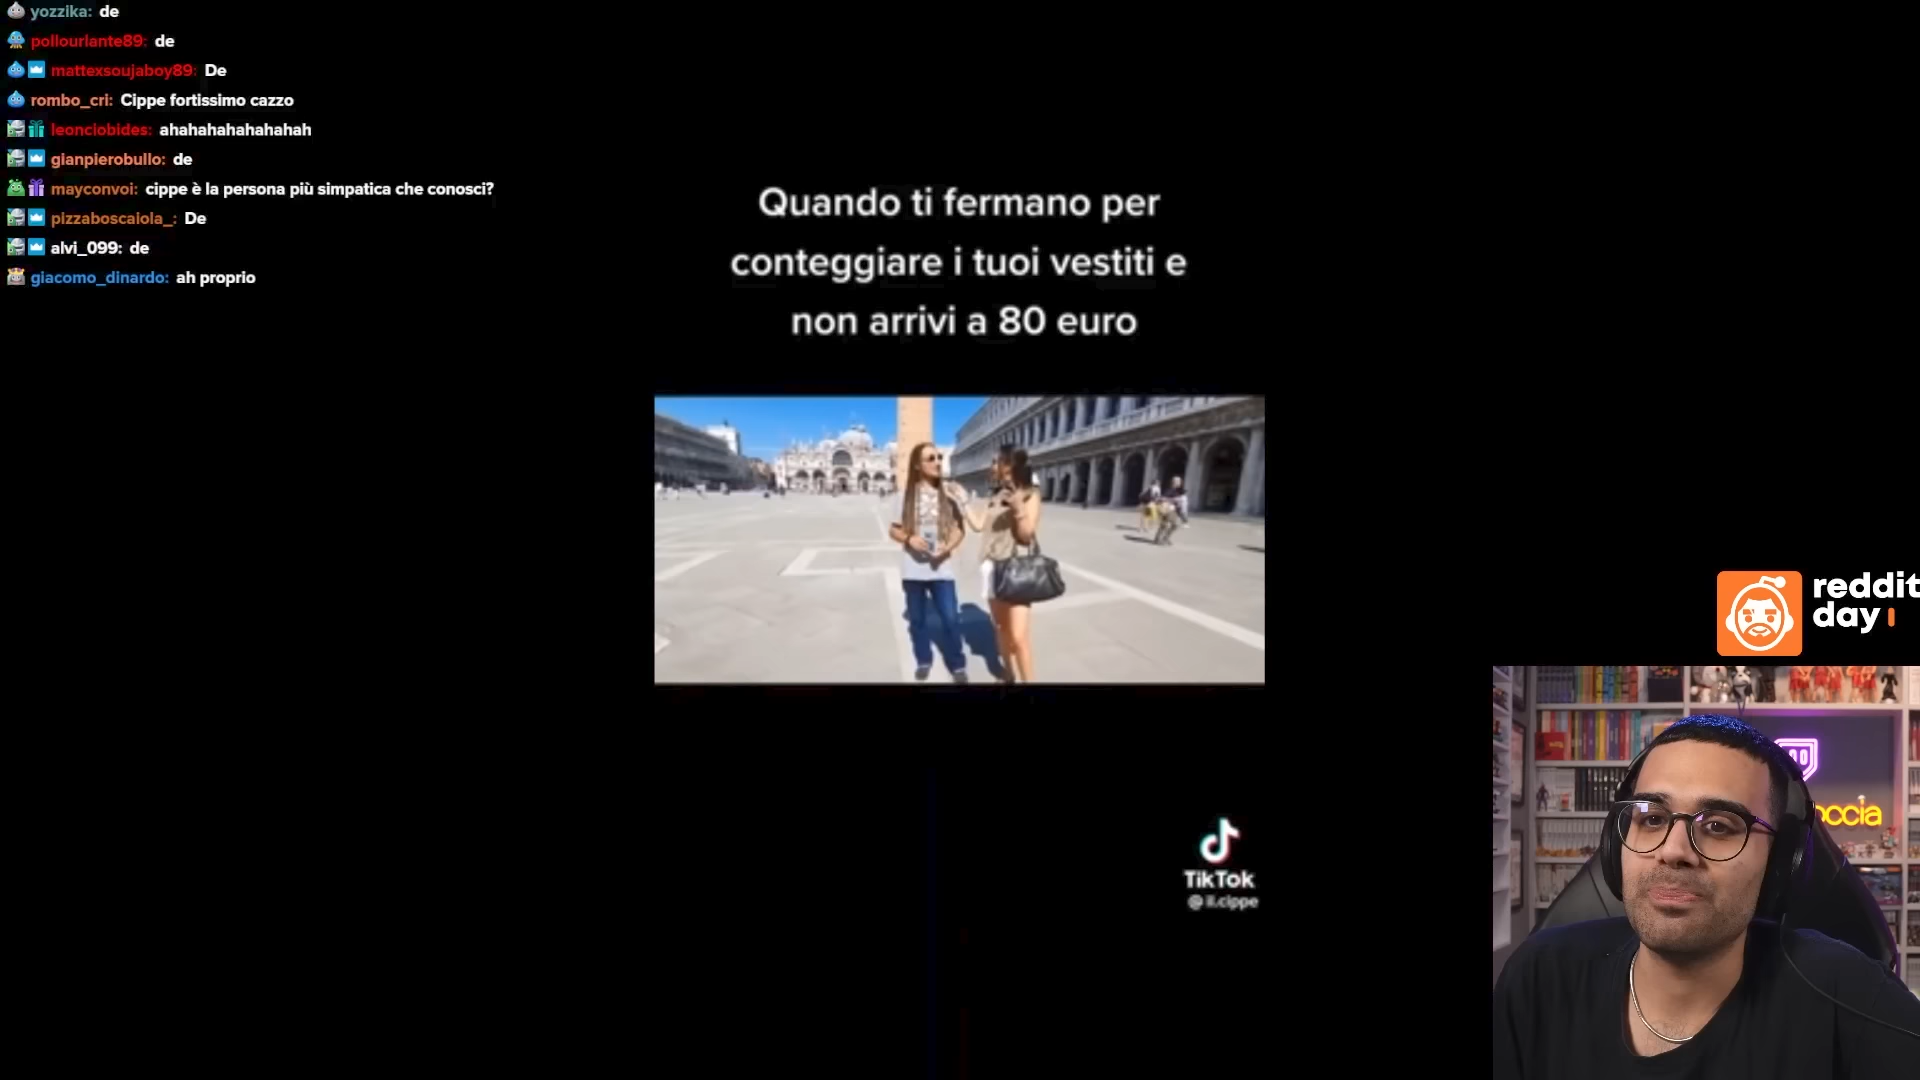 yozzika: de
pollourlante89: de
mattexsoujaboy89: De
rombo_cri: Cippe fortissimo cazzo
leonciobides: ahahahahahahahah
gianpierobullo: de
mayconvoi: cippe è la persona più simpatica che conosci?
pizzaboscaiola_: De
alvi_099: de
giacomo_dinardo: ah proprio
Quando ti fermano per
conteggiare i tuoi vestiti e
non arrivi a 80 euro
TikTok
@il.cippe
reddit
day
occia